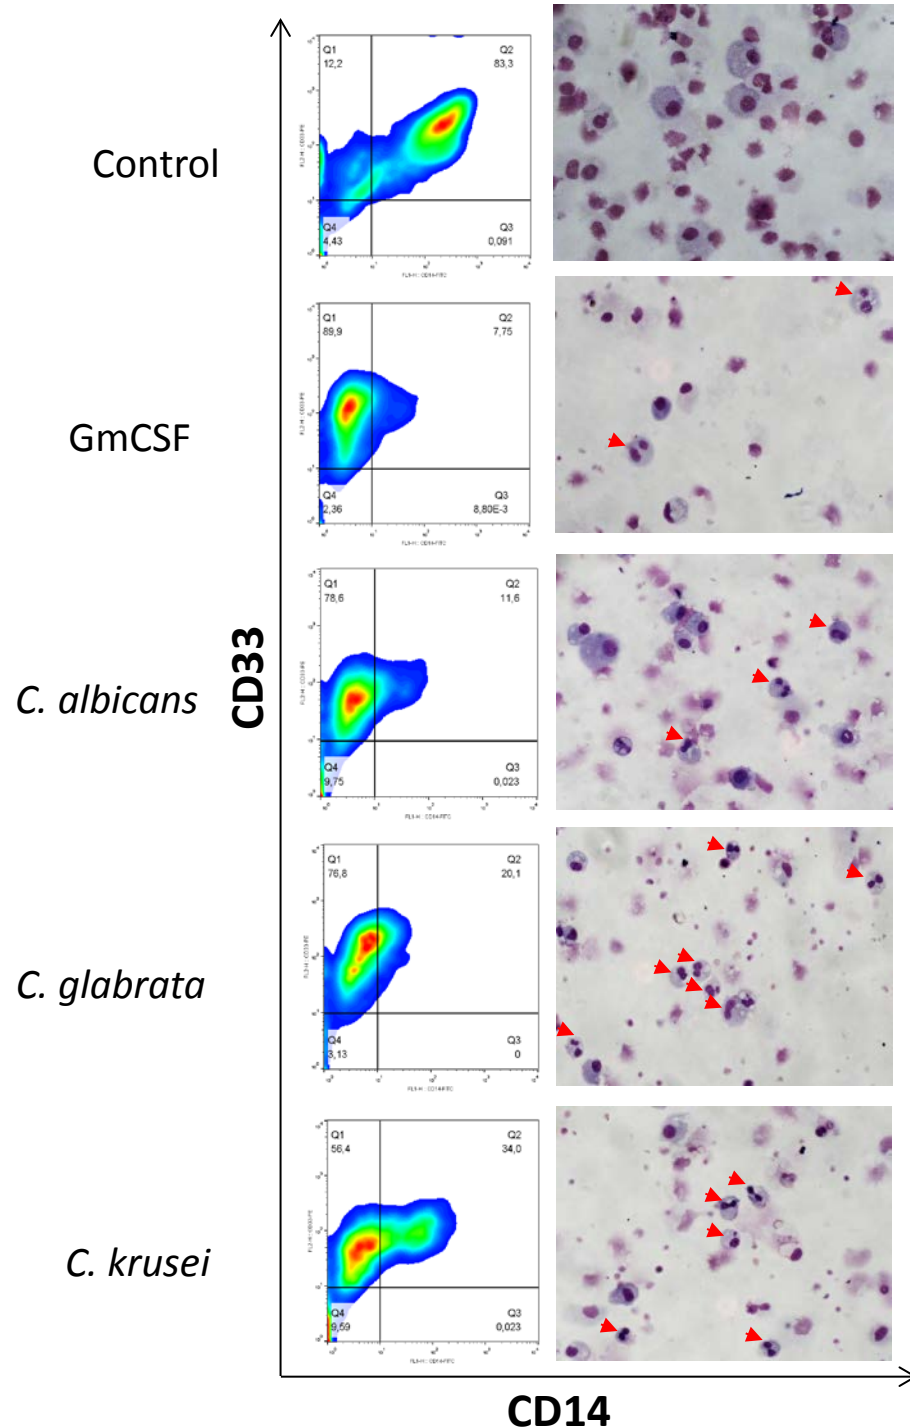 Control
Q1
12,2
Q2
83,3
Q4
4,43
Q3
0,091
GmCSF
Q1
89,9
Q2
7,75
Q4
2,36
Q3
8,80E-3
C. albicans
CD33
Q1
78,6
Q2
11,6
Q4
9,75
Q3
0,023
C. glabrata
Q1
76,8
Q2
20,1
Q4
3,13
Q3
0
C. krusei
Q1
56,4
Q2
34,0
Q4
9,59
Q3
0,023
CD14